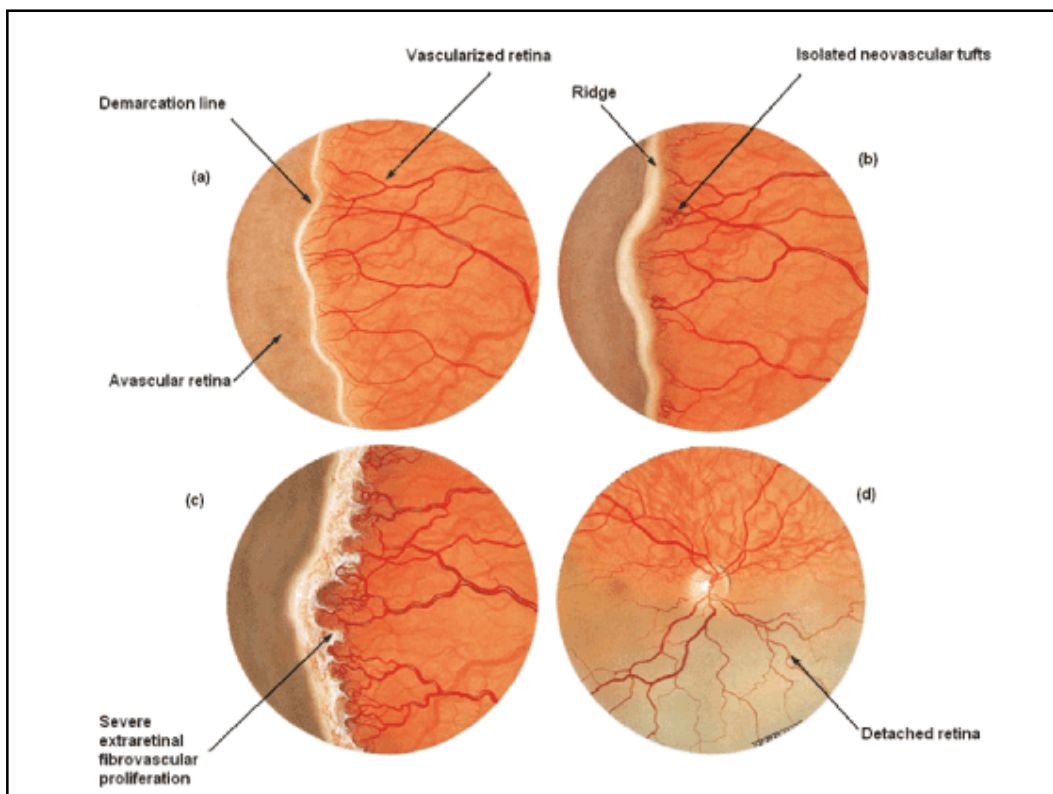 Vascularized retina
Isolated neovascular tufts
Demarcation line
Ridge
(a)
(b)
Avascular retina
(c)
(d)
Severe
extraretinal
fibrovascular
proliferation
Detached retina